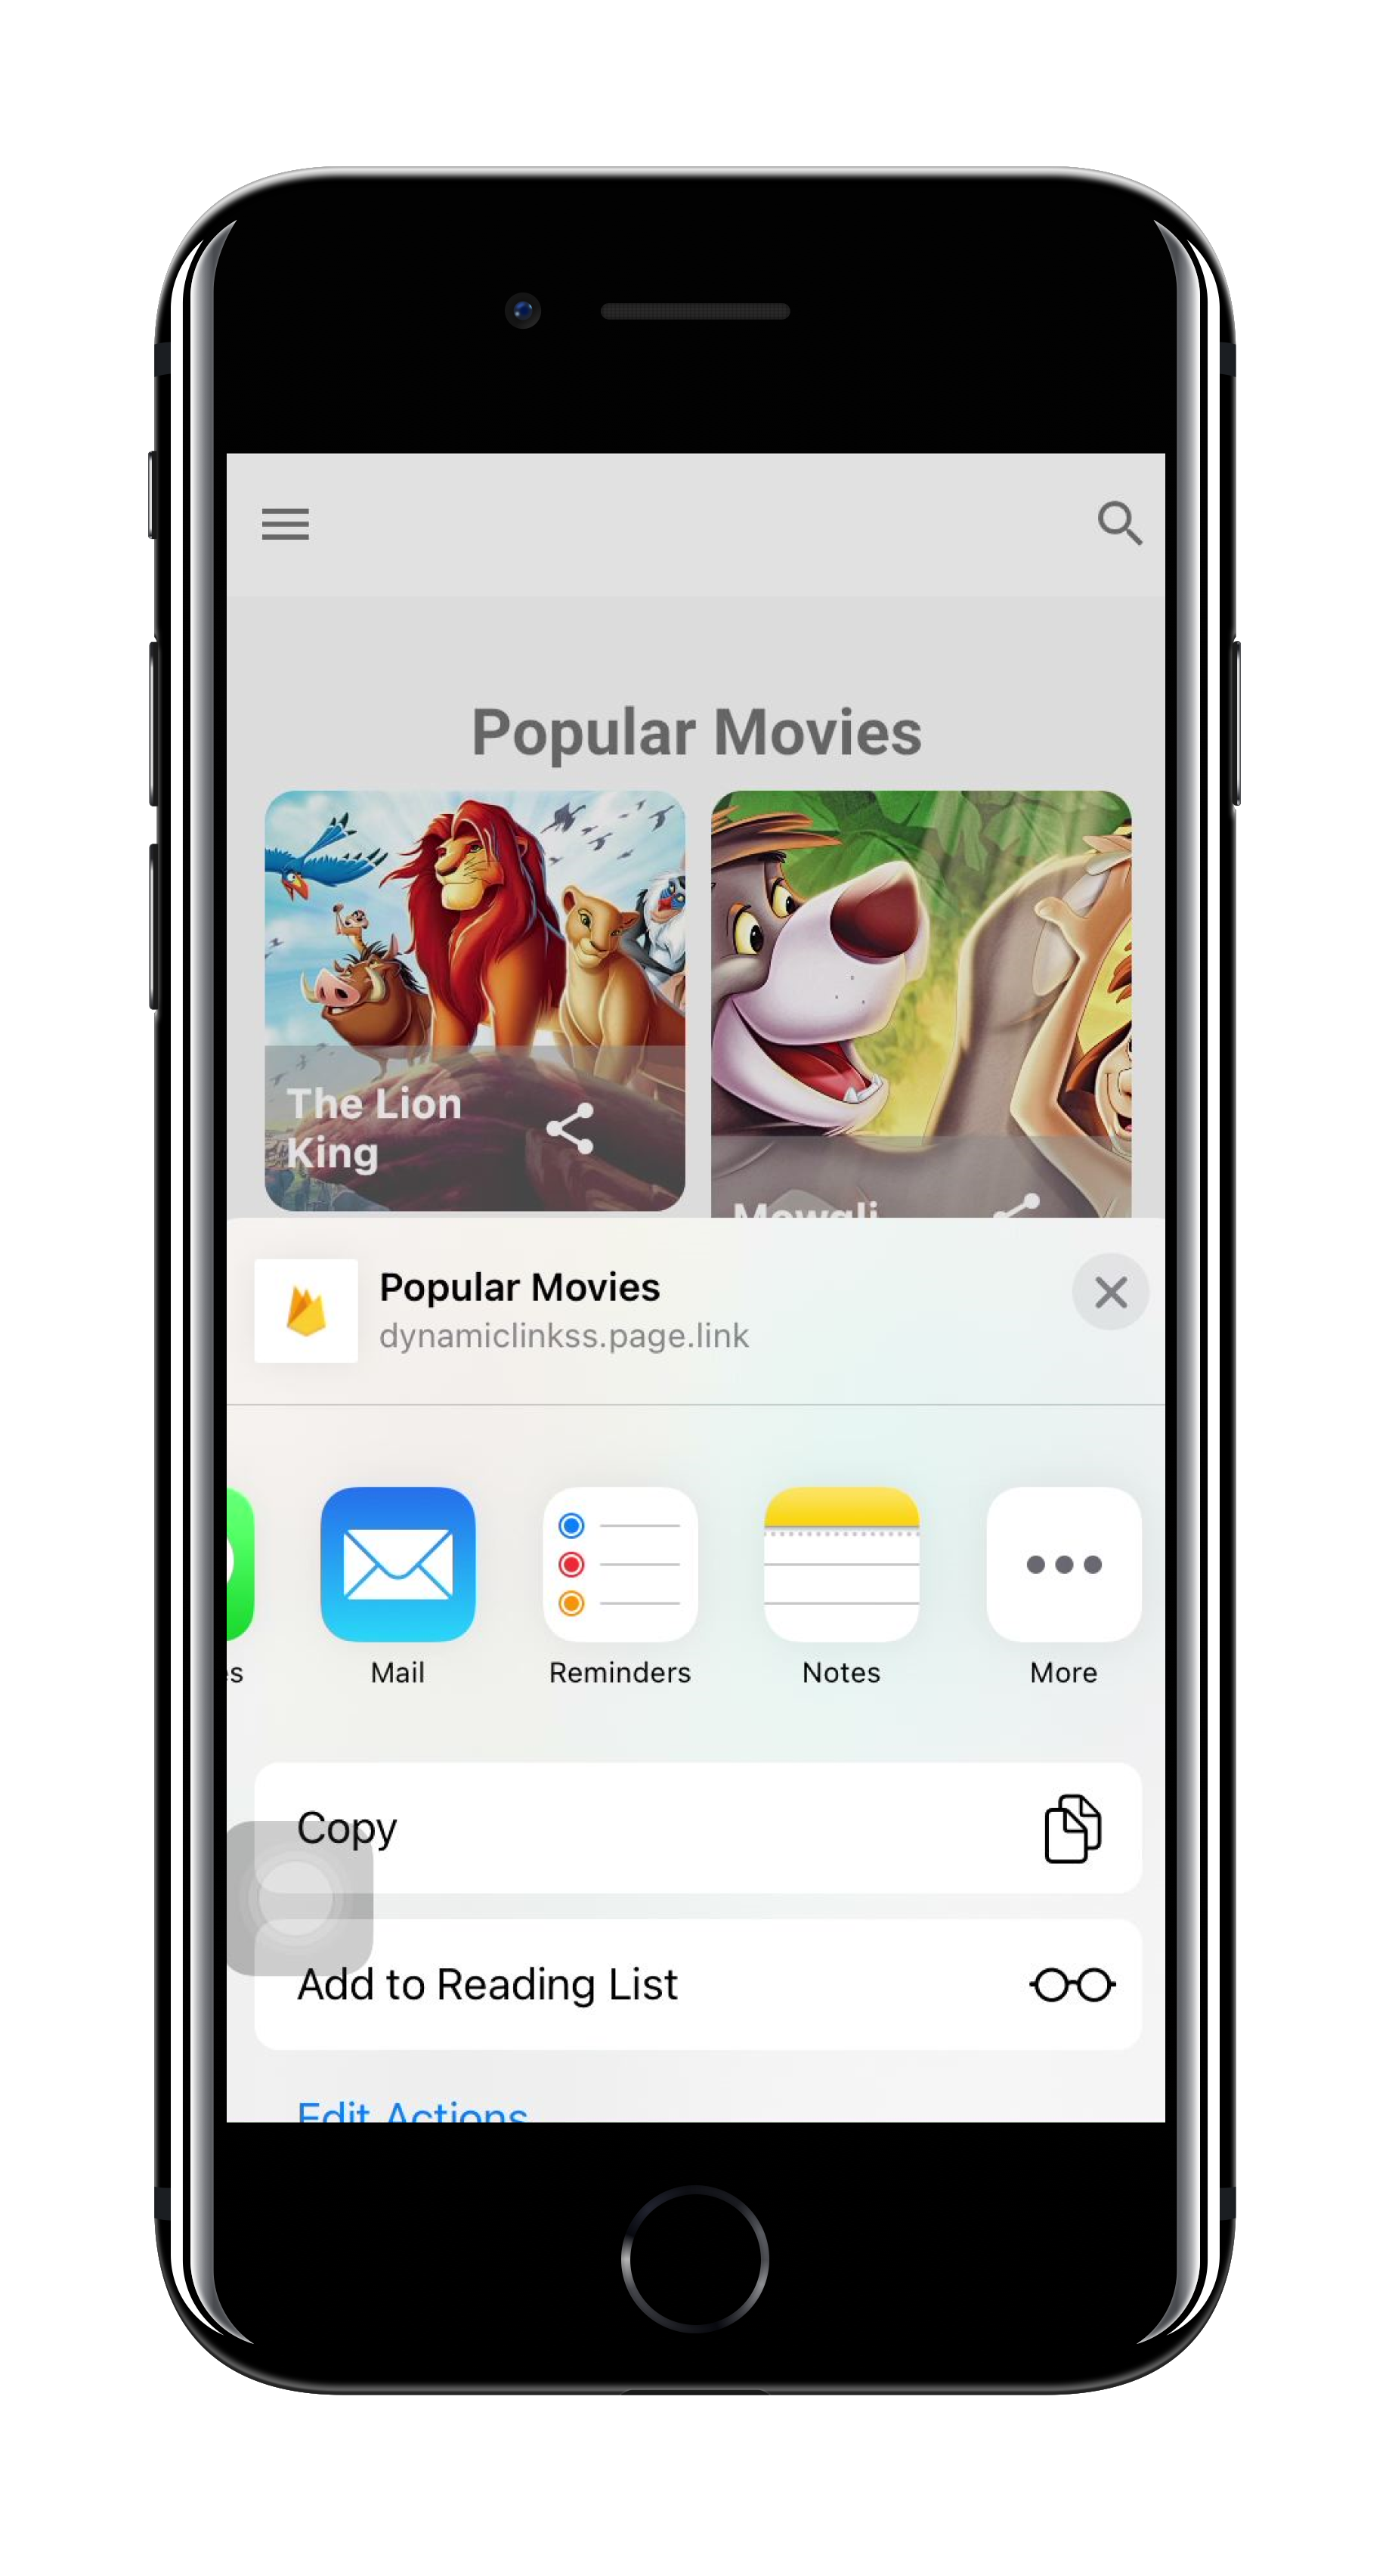 Popular Movies
The Lion
King
Mowgli
Popular Movies
dynamiclinkss.page.link
es
Mail
Reminders
Notes
More
Copy
Add to Reading List
Edit Actions